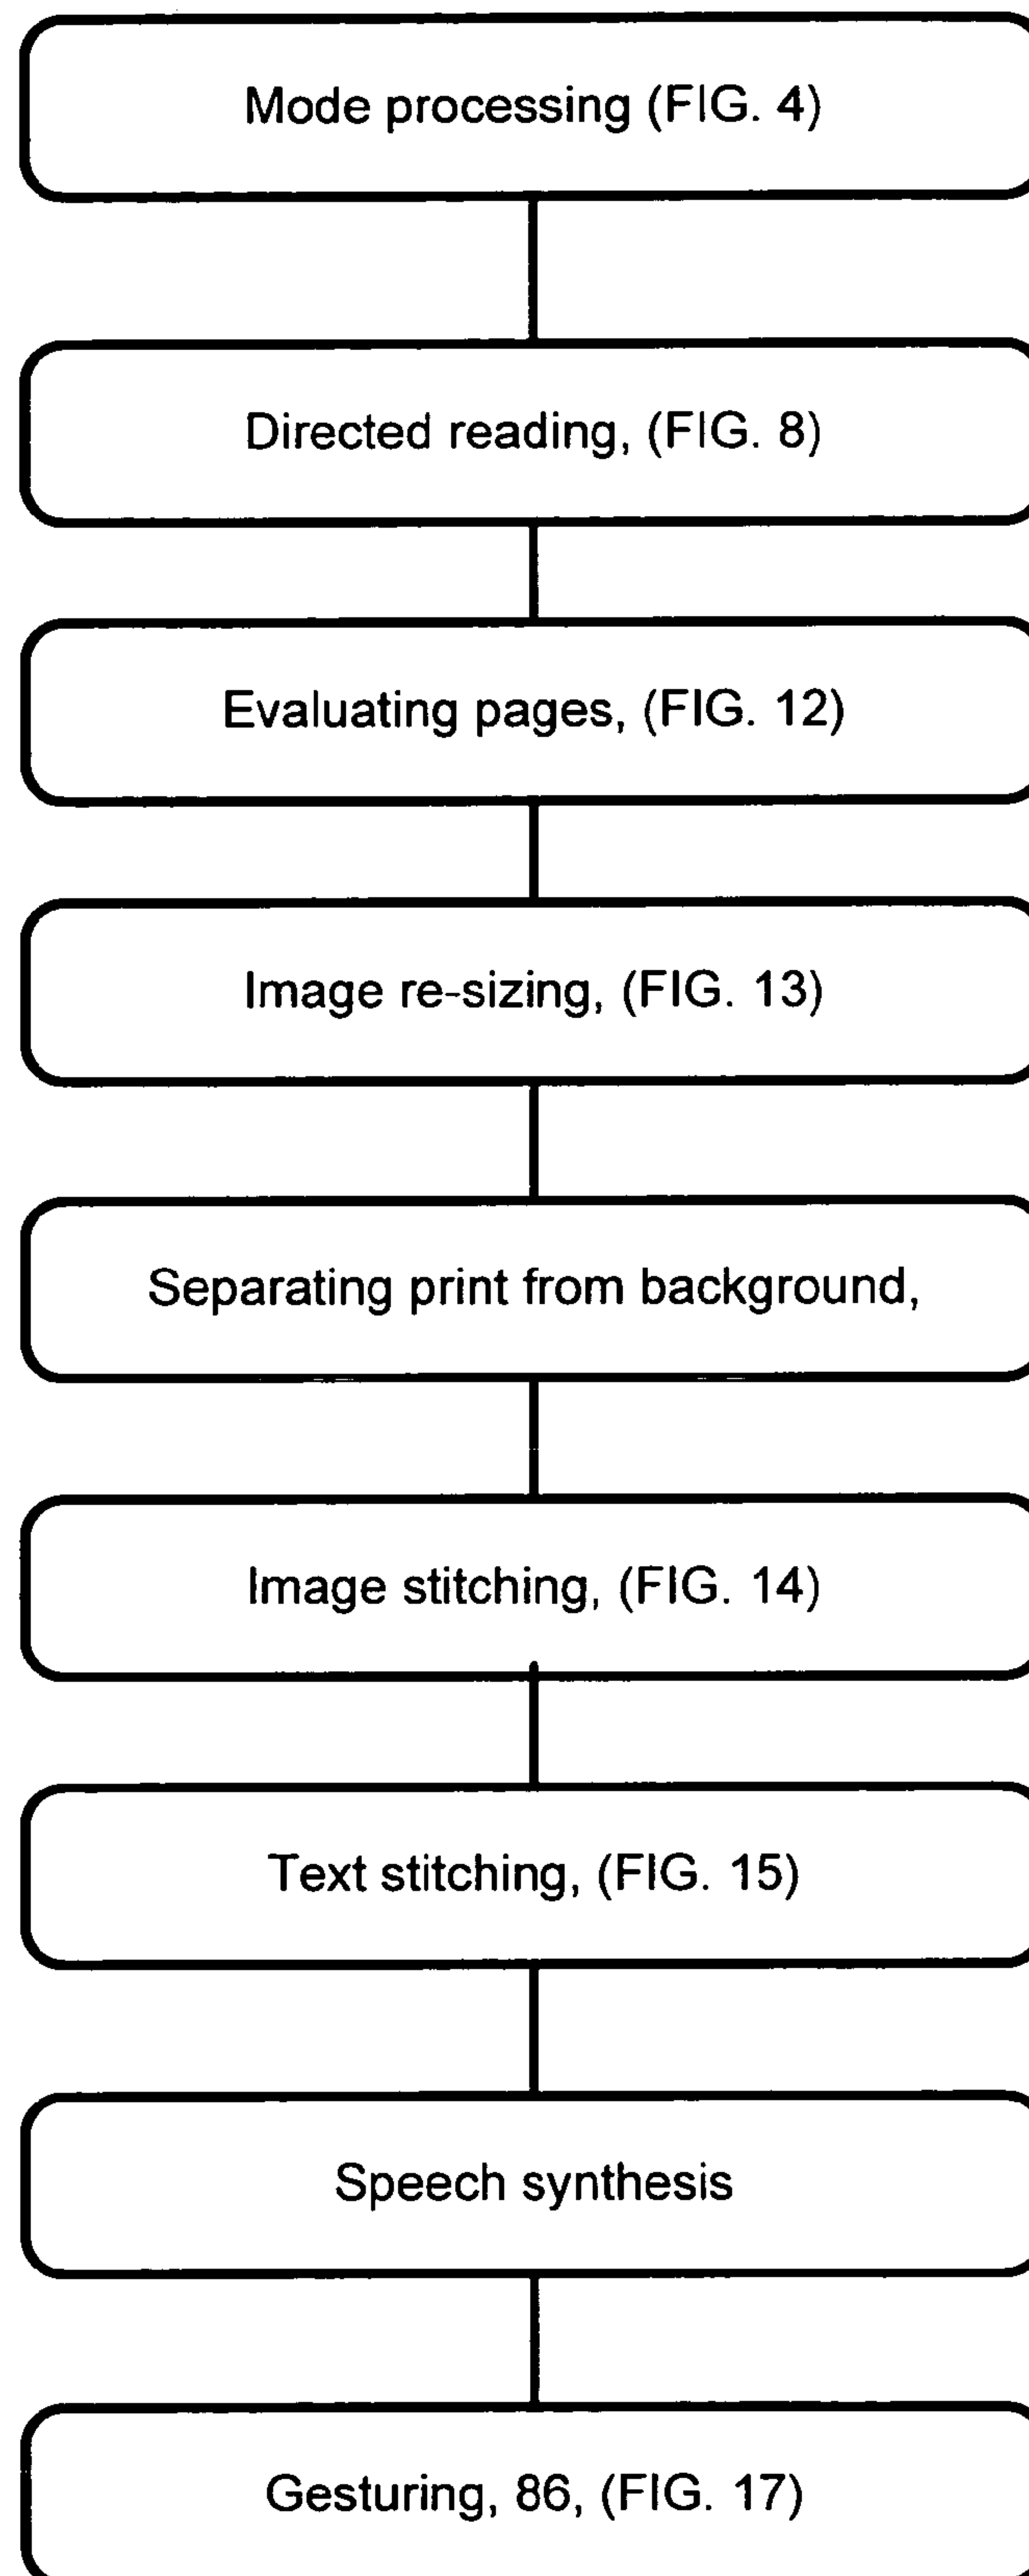 Mode processing (FIG. 4)
Directed reading, (FIG. 8)
Evaluating pages, (FIG. 12)
Image re-sizing, (FIG. 13)
Separating print from background,
Image stitching, (FIG. 14)
Text stitching, (FIG. 15)
Speech synthesis
Gesturing, 86, (FIG. 17)